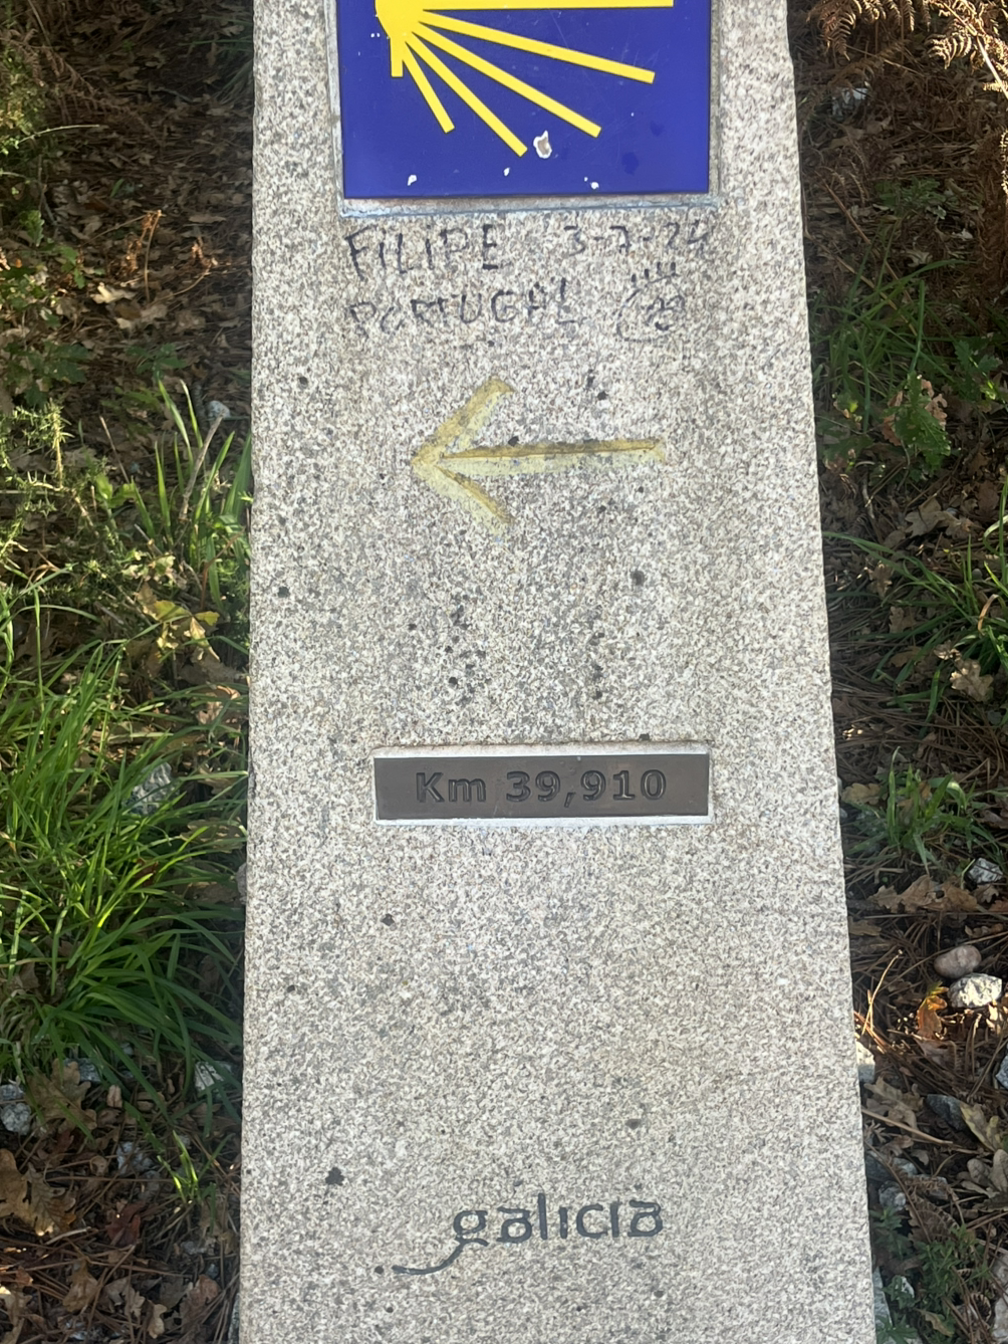 FILIPE 3-7-24
PORTUGAL
Km 39,910
galicia